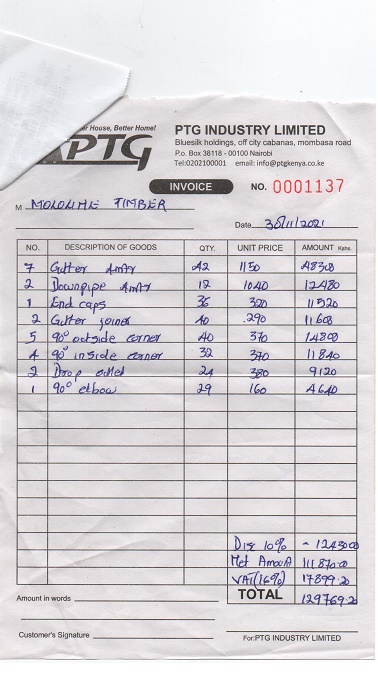 er House, Better Home!
PTG
PTG INDUSTRY LIMITED
Bluesilk holdings, off city cabanas, mombasa road
P.o. Box 38118 - 00100 Nairobi
Tel:0202100001 email: info@ptgkenya.co.ke
INVOICE NO. 0001137
M TIMBER
Date 30/11/2021
NO. DESCRIPTION OF GOODS QTY. UNIT PRICE AMOUNT Kshs.
7 Gutter 4mtr 42 1150 48300
2 Downpipe 4mtr 12 1040 12480
1 End caps 36 320 11520
2 Gutter joiner 40 290 11600
5 90° outside corner 40 370 14800
4 90° inside corner 32 370 11840
2 Drop outlet 24 380 9120
1 90° elbow 29 160 4640
Dis 10% - 12430.00
Net Amount 111870.00
VAT(16%) 17899.20
TOTAL 129769.20
Amount in words
Customer's Signature
For:PTG INDUSTRY LIMITED